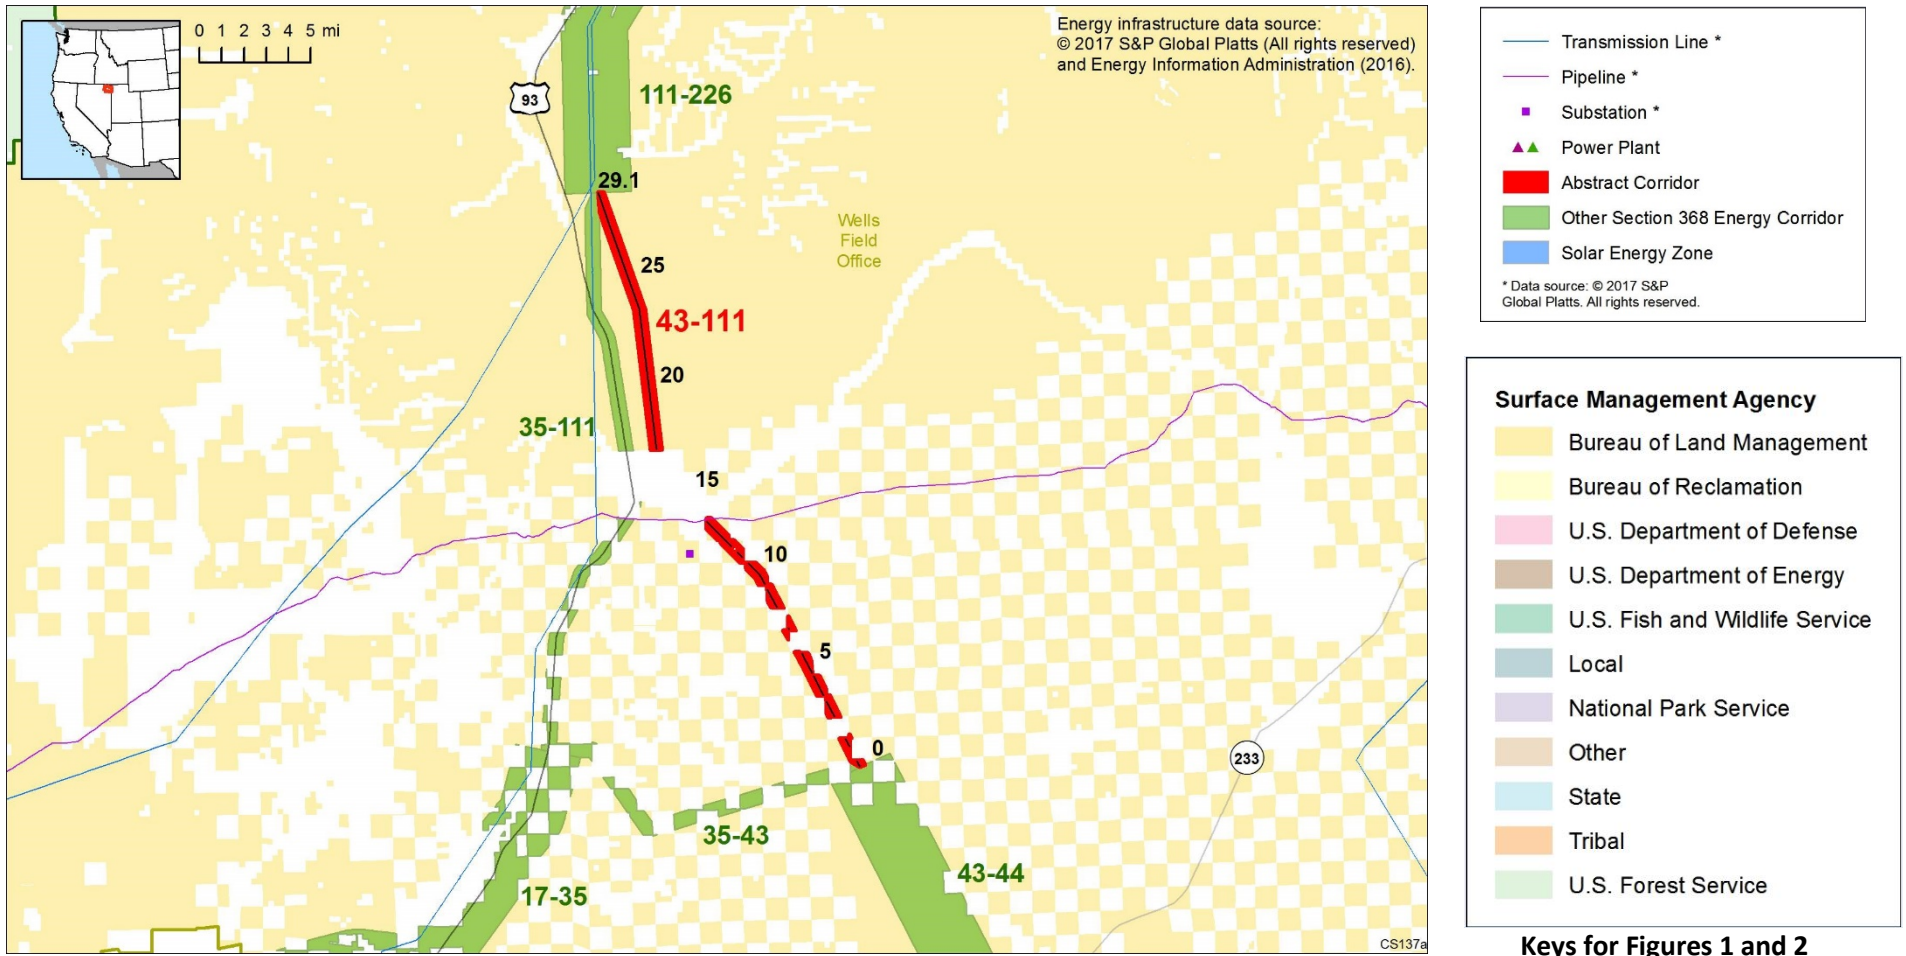 0 1 2 3 4 5 mi
Energy infrastructure data source:
© 2017 S&P Global Platts (All rights reserved)
and Energy Information Administration (2016).
93
111-226
29.1
Wells
Field
Office
25
43-111
20
35-111
15
10
5
0
233
35-43
43-44
17-35
CS137a
Transmission Line *
Pipeline *
Substation *
Power Plant
Abstract Corridor
Other Section 368 Energy Corridor
Solar Energy Zone
* Data source: © 2017 S&P
Global Platts. All rights reserved.
Surface Management Agency
Bureau of Land Management
Bureau of Reclamation
U.S. Department of Defense
U.S. Department of Energy
U.S. Fish and Wildlife Service
Local
National Park Service
Other
State
Tribal
U.S. Forest Service
Keys for Figures 1 and 2